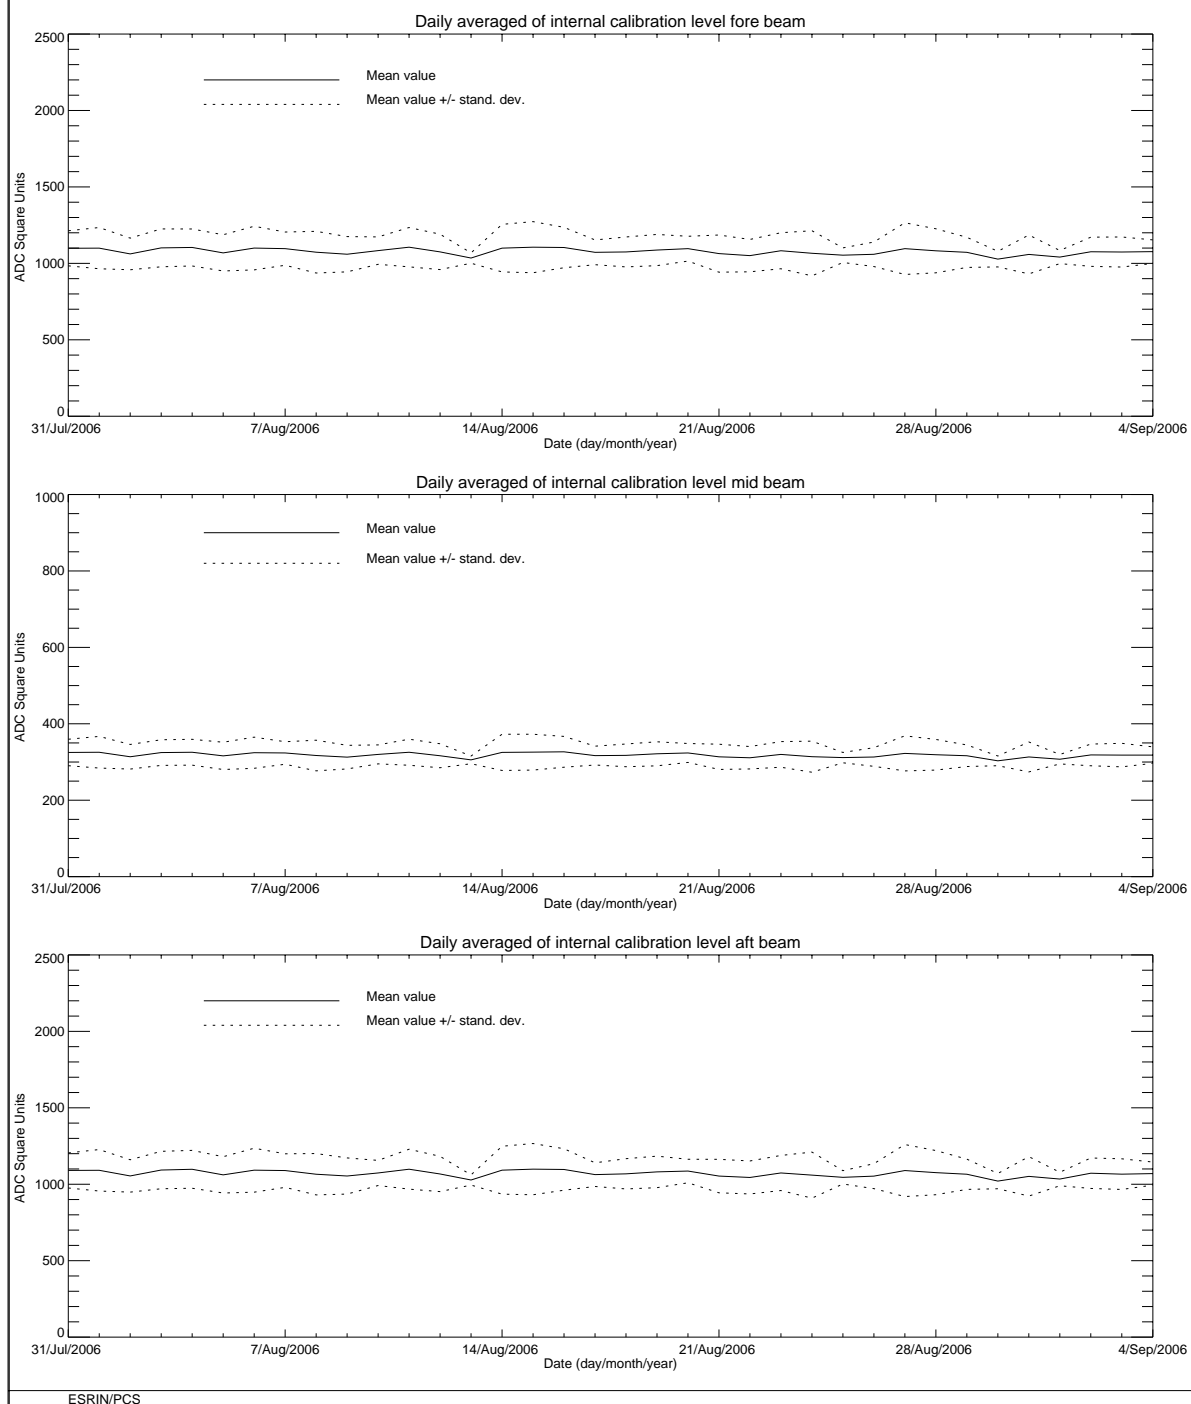 Daily averaged of internal calibration level fore beam
2500
2000
1500
1000
500
0
ADC Square Units
Mean value
Mean value +/- stand. dev.
31/Jul/2006 7/Aug/2006 14/Aug/2006 21/Aug/2006 28/Aug/2006 4/Sep/2006
Date (day/month/year)
Daily averaged of internal calibration level mid beam
1000
800
600
400
200
0
ADC Square Units
Mean value
Mean value +/- stand. dev.
31/Jul/2006 7/Aug/2006 14/Aug/2006 21/Aug/2006 28/Aug/2006 4/Sep/2006
Date (day/month/year)
Daily averaged of internal calibration level aft beam
2500
2000
1500
1000
500
0
ADC Square Units
Mean value
Mean value +/- stand. dev.
31/Jul/2006 7/Aug/2006 14/Aug/2006 21/Aug/2006 28/Aug/2006 4/Sep/2006
Date (day/month/year)
ESRIN/PCS